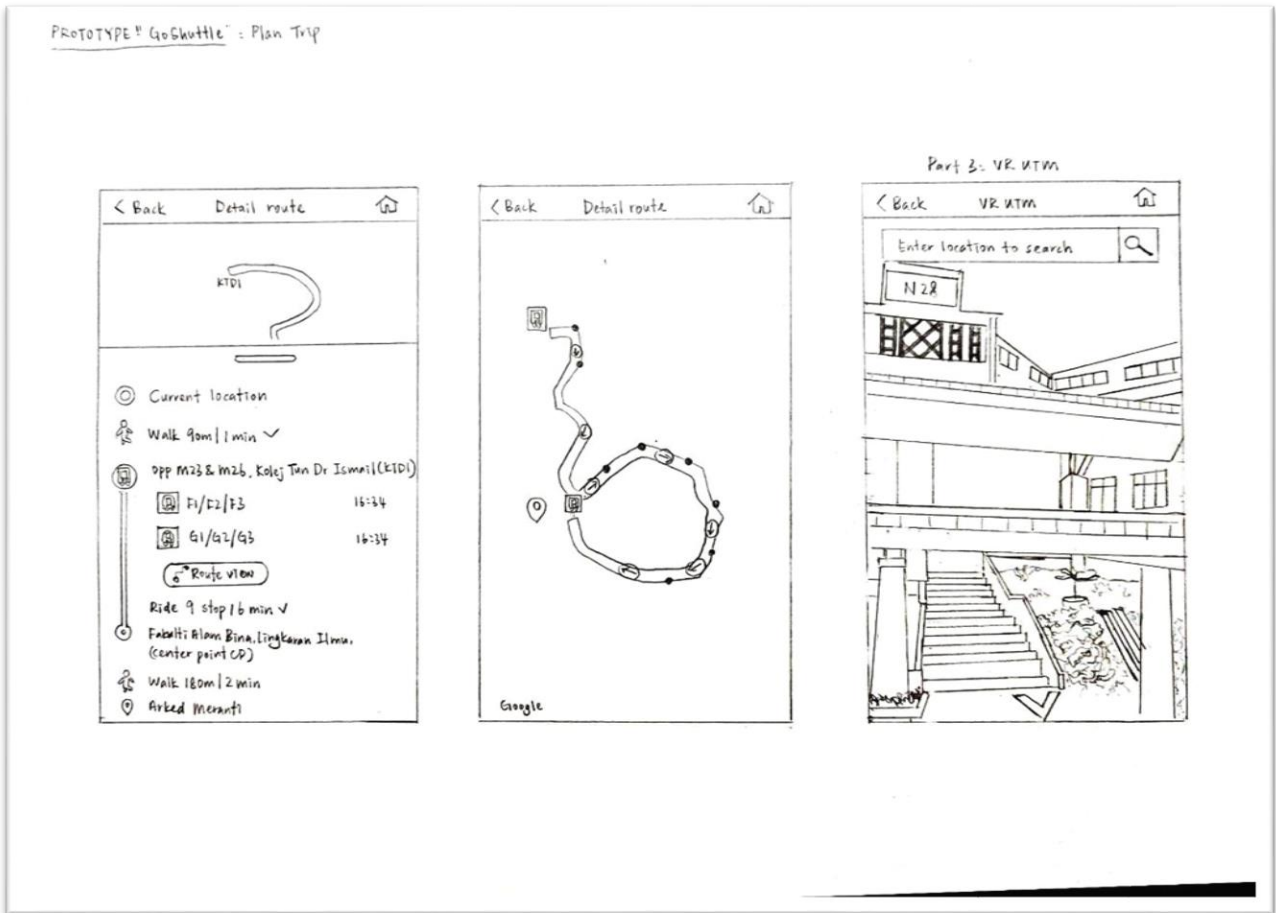 PROTOTYPE "GoShuttle" : Plan Trip
< Back Detail route
KTDI
Current location
Walk 90m | 1 min
opp M23 & M26, Kolej Tun Dr Ismail (KTDI)
F1/F2/F3 16:34
G1/G2/G3 16:34
Route view
Ride 9 stop | 6 min
Fakulti Alam Bina, Lingkaran Ilmu,
(center point CP)
Walk 180m | 2 min
Arked Meranti
< Back Detail route
Google
Part 3: VR UTM
< Back VR UTM
Enter location to search
N28